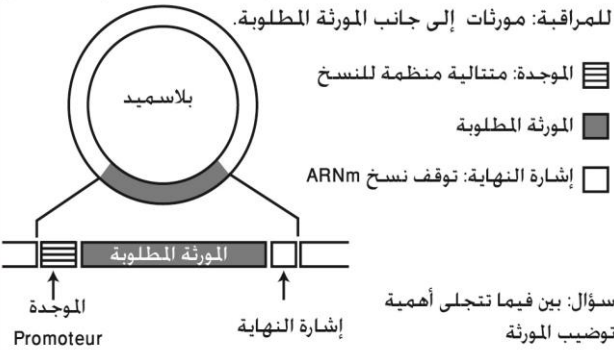 للمراقبة: مورثات إلى جانب المورثة المطلوبة.
الموجدة: متتالية منظمة للنسخ
المورثة المطلوبة
إشارة النهاية: توقف نسخ ARNm
بلاسميد
المورثة المطلوبة
الموجدة
Promoteur
إشارة النهاية
سؤال: بين فيما تتجلى أهمية
توضيب المورثة